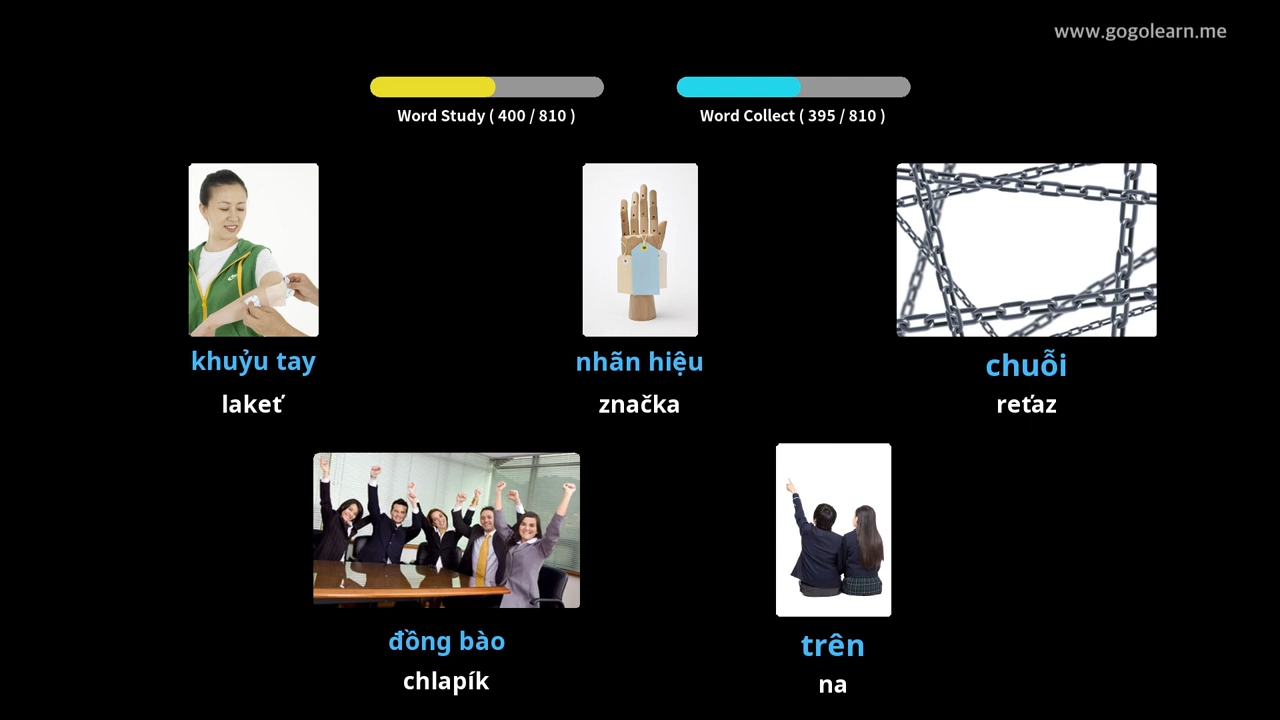 www.gogolearn.me
Word Study ( 400 / 810 )
Word Collect ( 395 / 810 )
khuỷu tay
nhãn hiệu
chuỗi
lakeť
značka
reťaz
đồng bào
trên
chlapík
na